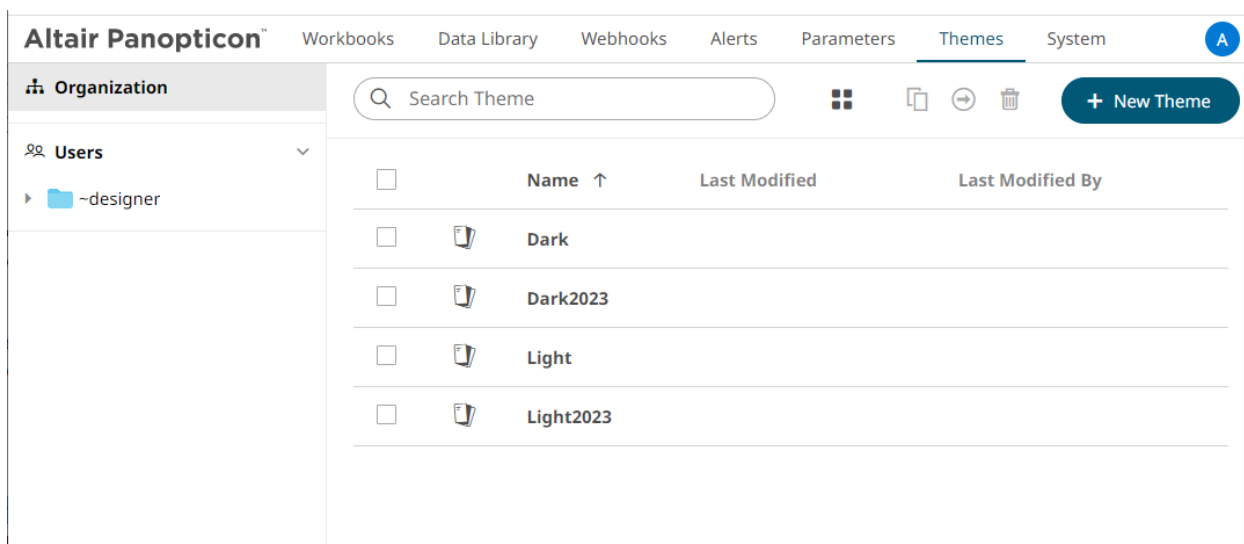 Altair Panopticon™ Workbooks Data Library Webhooks Alerts Parameters Themes System A
Organization
Search Theme
+ New Theme
Users
~designer
Name ↑ Last Modified Last Modified By
Dark
Dark2023
Light
Light2023